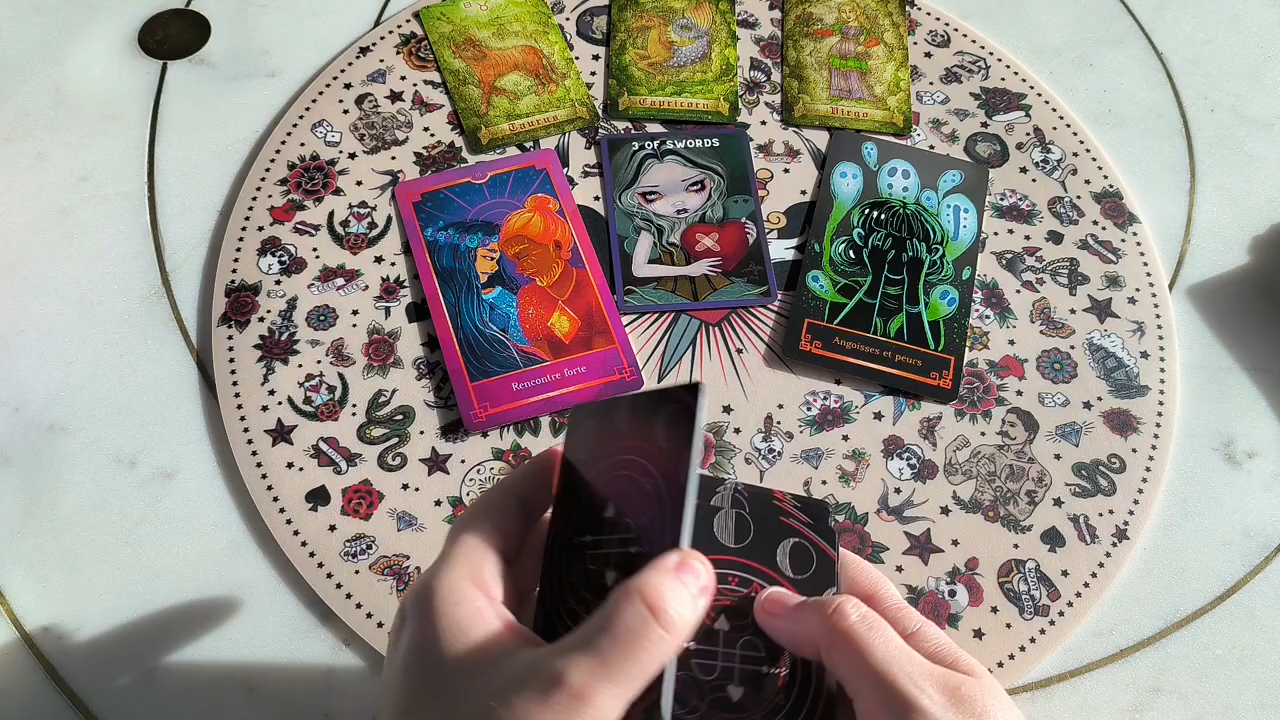 Taurus
Capricorn
Virgo
3 OF SWORDS
Rencontre forte
Angoisses et peurs